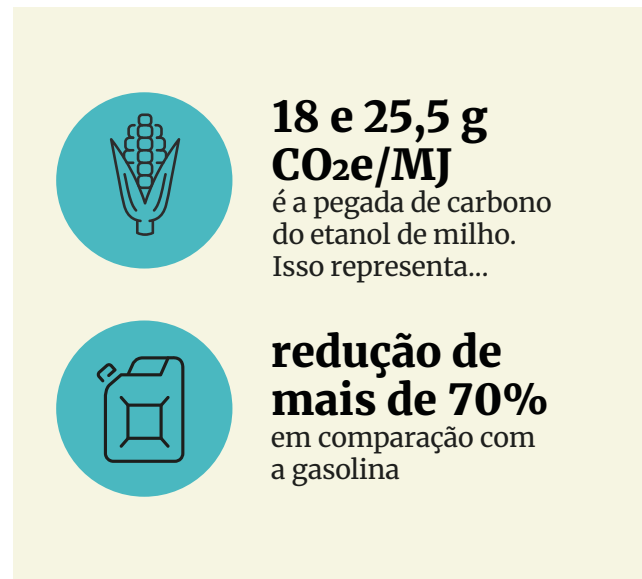 18 e 25,5 g
CO₂e/MJ
é a pegada de carbono
do etanol de milho.
Isso representa...
redução de
mais de 70%
em comparação com
a gasolina